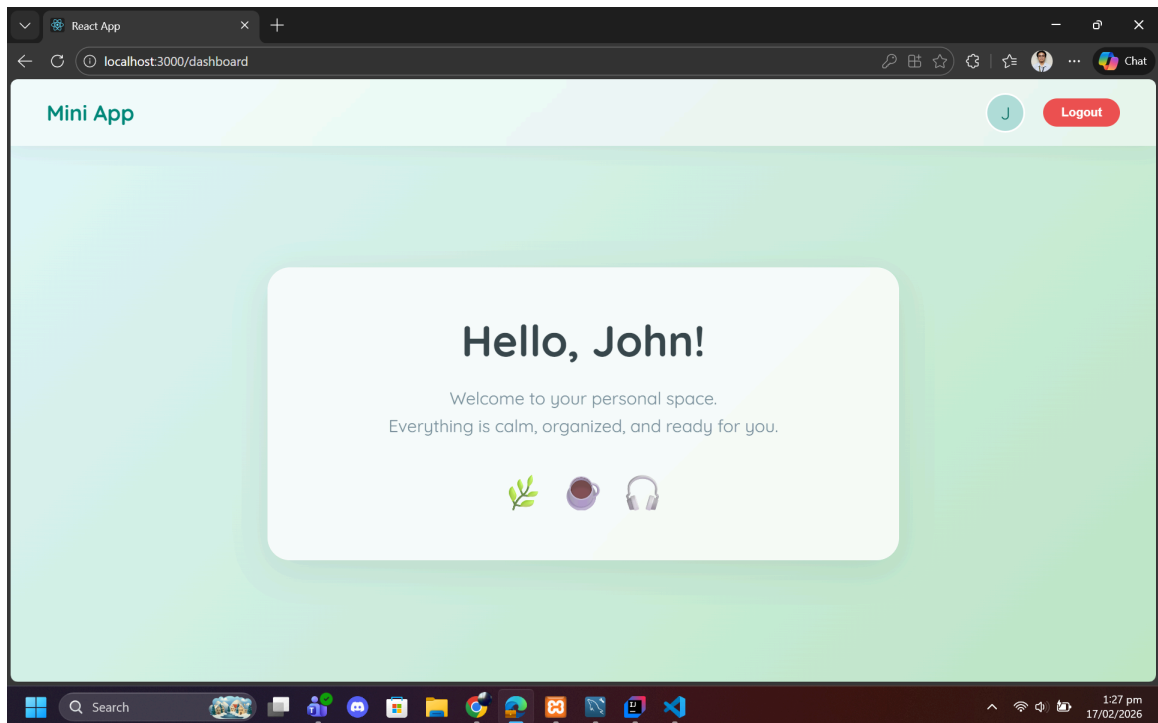 React App
localhost:3000/dashboard
Chat
Mini App
J
Logout
Hello, John!
Welcome to your personal space.
Everything is calm, organized, and ready for you.
Search
1:27 pm
17/02/2026